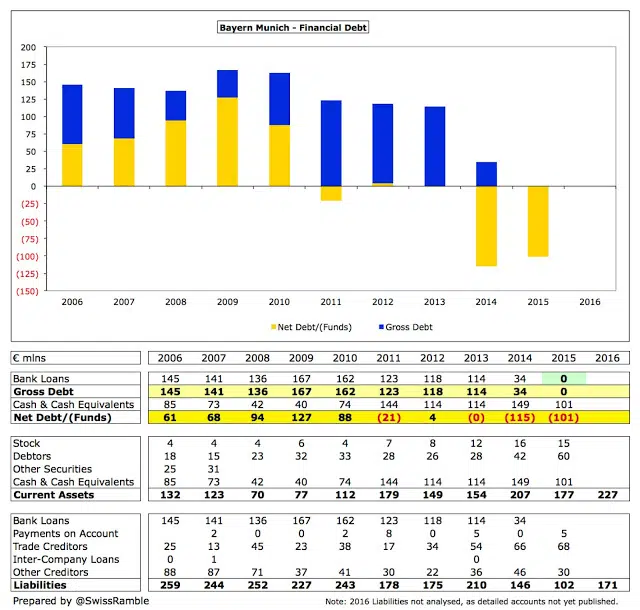 Bayern Munich - Financial Debt
200
175
150
125
100
75
50
25
0
(25)
(50)
(75)
(100)
(125)
(150)
2006 2007 2008 2009 2010 2011 2012 2013 2014 2015 2016
Net Debt/(Funds) Gross Debt
€ mlns 2006 2007 2008 2009 2010 2011 2012 2013 2014 2015 2016
Bank Loans 145 141 136 167 162 123 118 114 34 0
Gross Debt 145 141 136 167 162 123 118 114 34 0
Cash & Cash Equivalents 85 73 42 40 74 144 114 114 149 101
Net Debt/(Funds) 61 68 94 127 88 (21) 4 (0) (115) (101)
Stock 4 4 4 6 4 7 8 12 16 15
Debtors 18 15 23 32 33 28 26 28 42 60
Other Securities 25 31
Cash & Cash Equivalents 85 73 42 40 74 144 114 114 149 101
Current Assets 132 123 70 77 112 179 149 154 207 177 227
Bank Loans 145 141 136 167 162 123 118 114 34
Payments on Account 2 0 0 2 8 0 5 0 5
Trade Creditors 25 13 45 23 38 17 34 54 66 68
Inter-Company Loans 0 1 0
Other Creditors 88 87 71 37 41 30 22 36 46 30
Liabilities 259 244 252 227 243 178 175 210 146 102 171
Prepared by @SwissRamble Note: 2016 Liabilities not analysed, as detailed accounts not yet published.